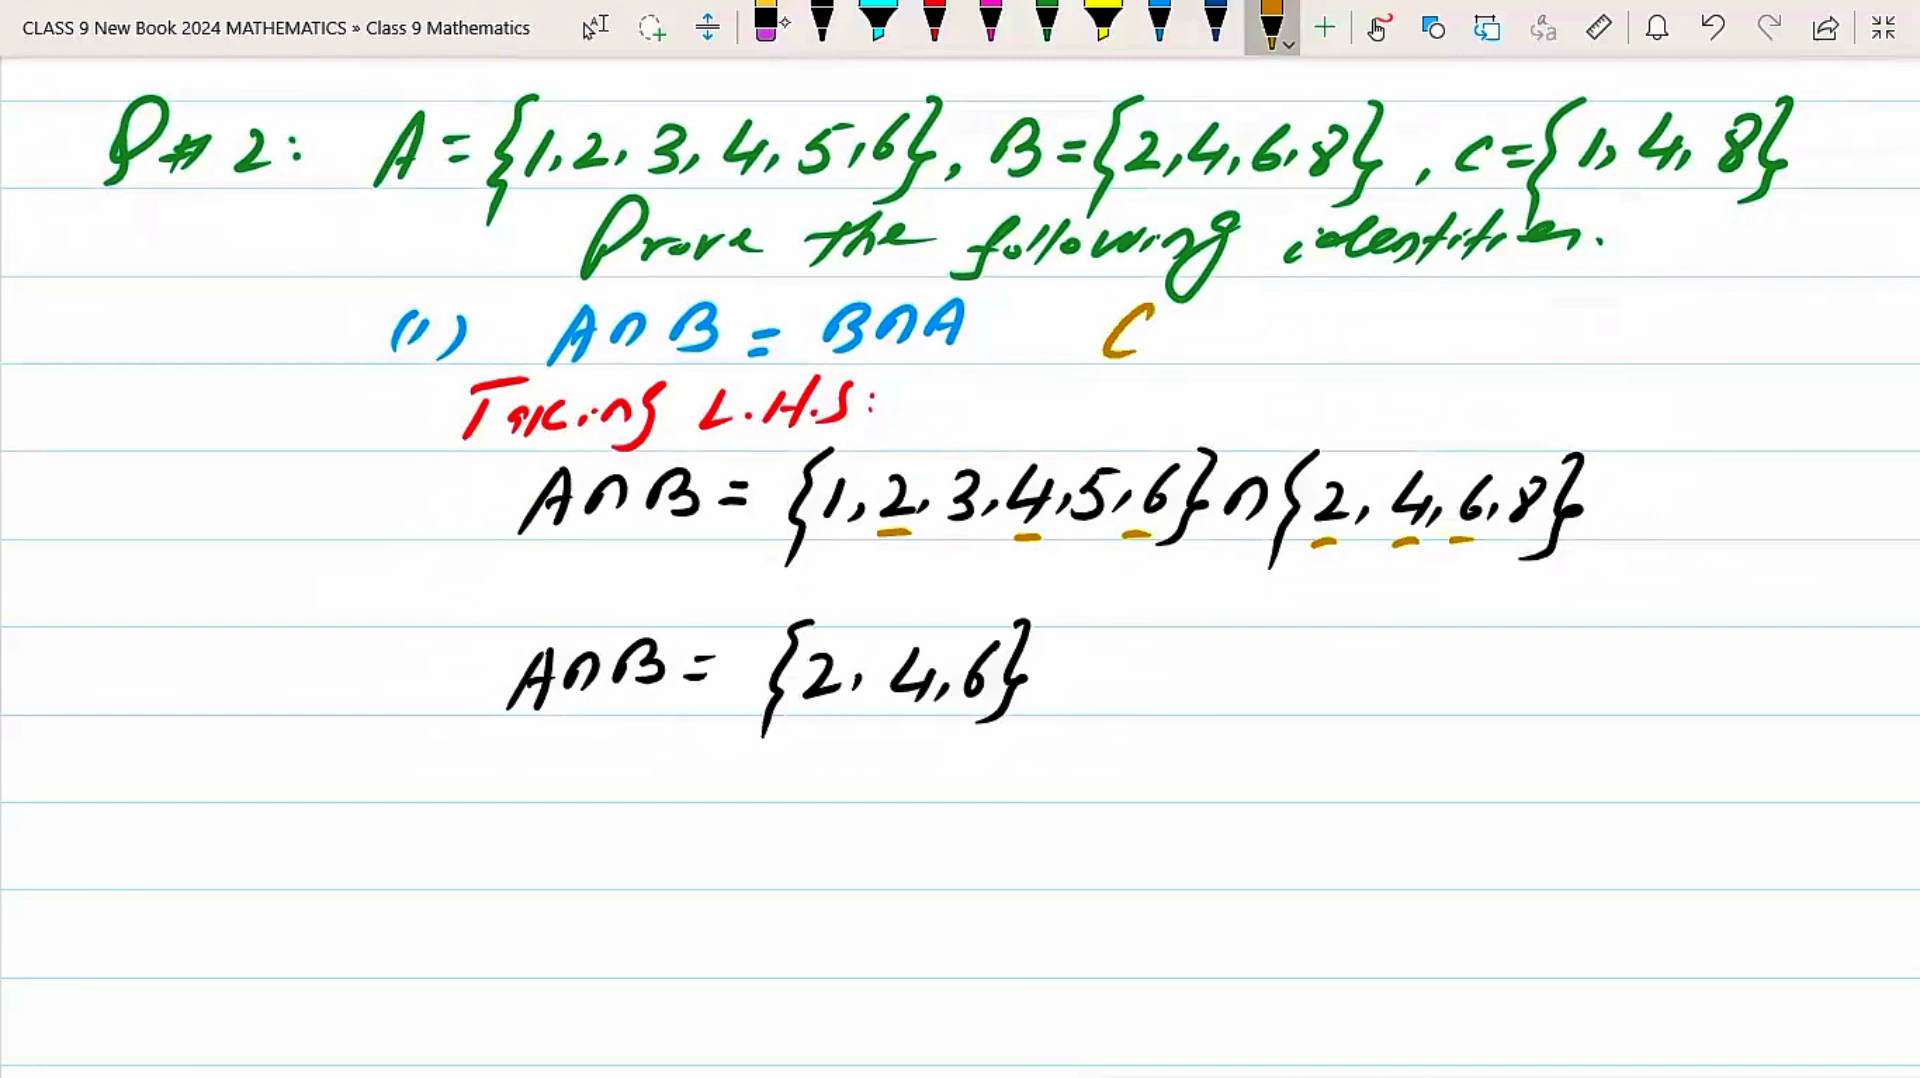 CLASS 9 New Book 2024 MATHEMATICS » Class 9 Mathematics
Q # 2: A = {1, 2, 3, 4, 5, 6}, B = {2, 4, 6, 8}, C = {1, 4, 8}
Prove the following identities.
(1) A ∩ B = B ∩ A C
Taking L.H.S:
A ∩ B = {1, 2, 3, 4, 5, 6} ∩ {2, 4, 6, 8}
A ∩ B = {2, 4, 6}